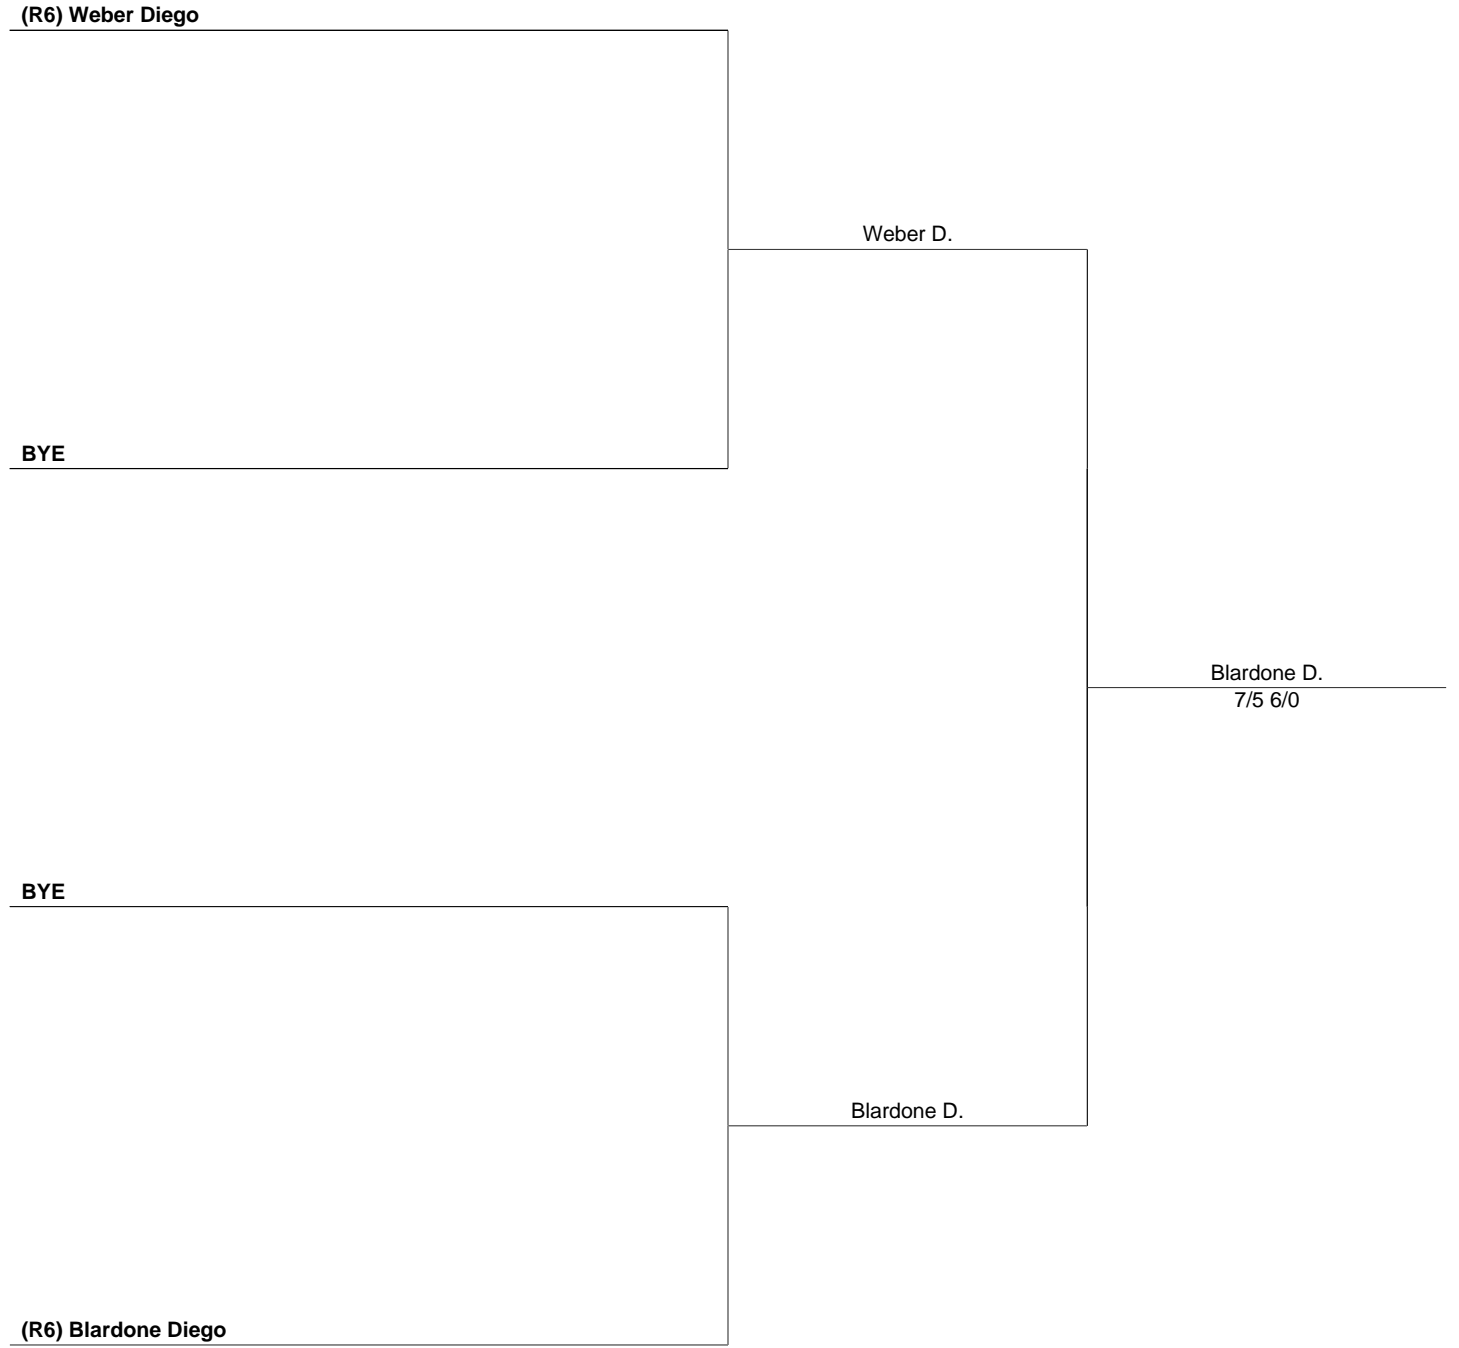 (R6) Weber Diego
Weber D.
BYE
Blardone D.
7/5 6/0
BYE
Blardone D.
(R6) Blardone Diego